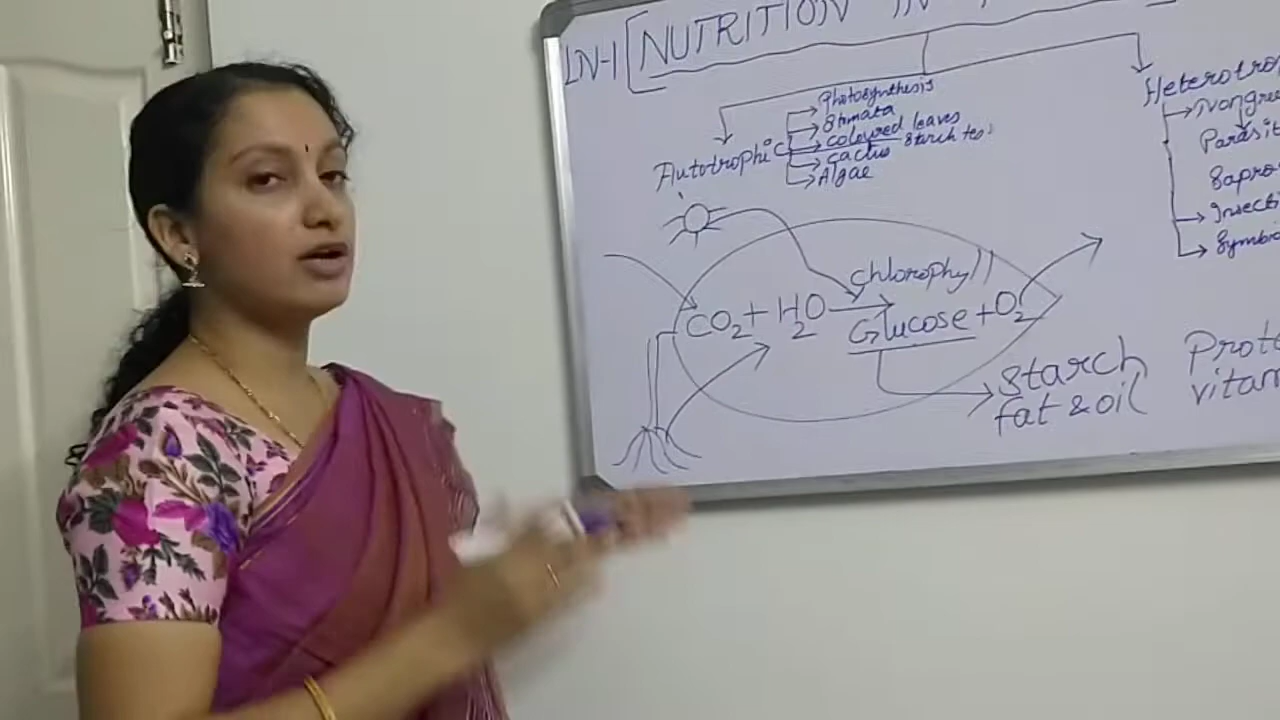 LN-1 NUTRITION IN
Autotrophic
Photosynthesis
Stomata
coloured leaves
cactus starch test
Algae
Heterotro
Nongree
Parasit
Sapro
Insecti
Symbio
chlorophyll
CO2 + H2O → Glucose + O2
Starch
fat & oil
Prote
vitam